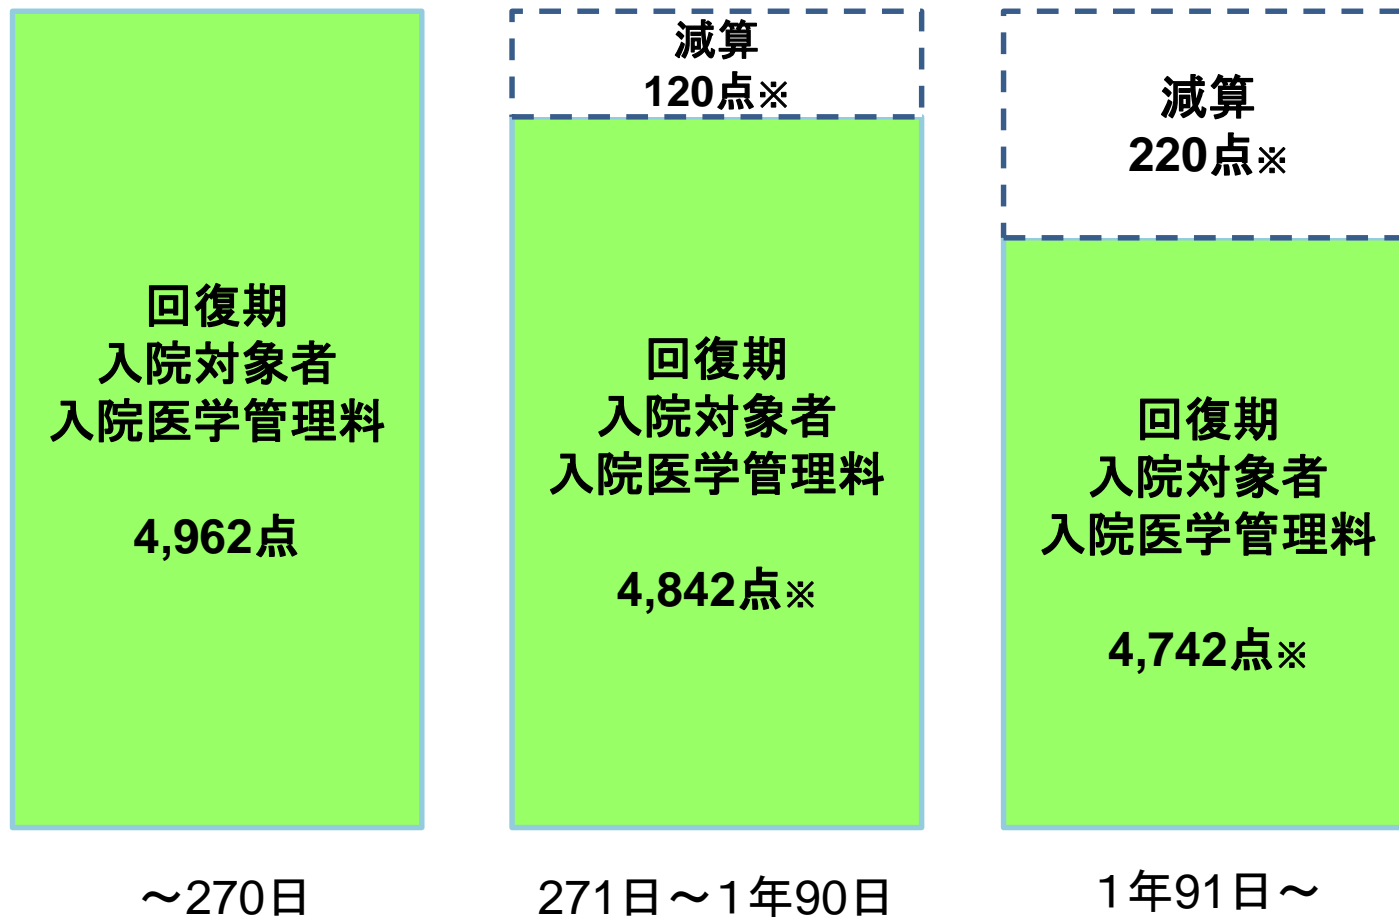 回復期
入院対象者
入院医学管理料
4,962点
～270日
減算
120点※
回復期
入院対象者
入院医学管理料
4,842点※
271日～１年90日
減算
220点※
回復期
入院対象者
入院医学管理料
4,742点※
１年91日～